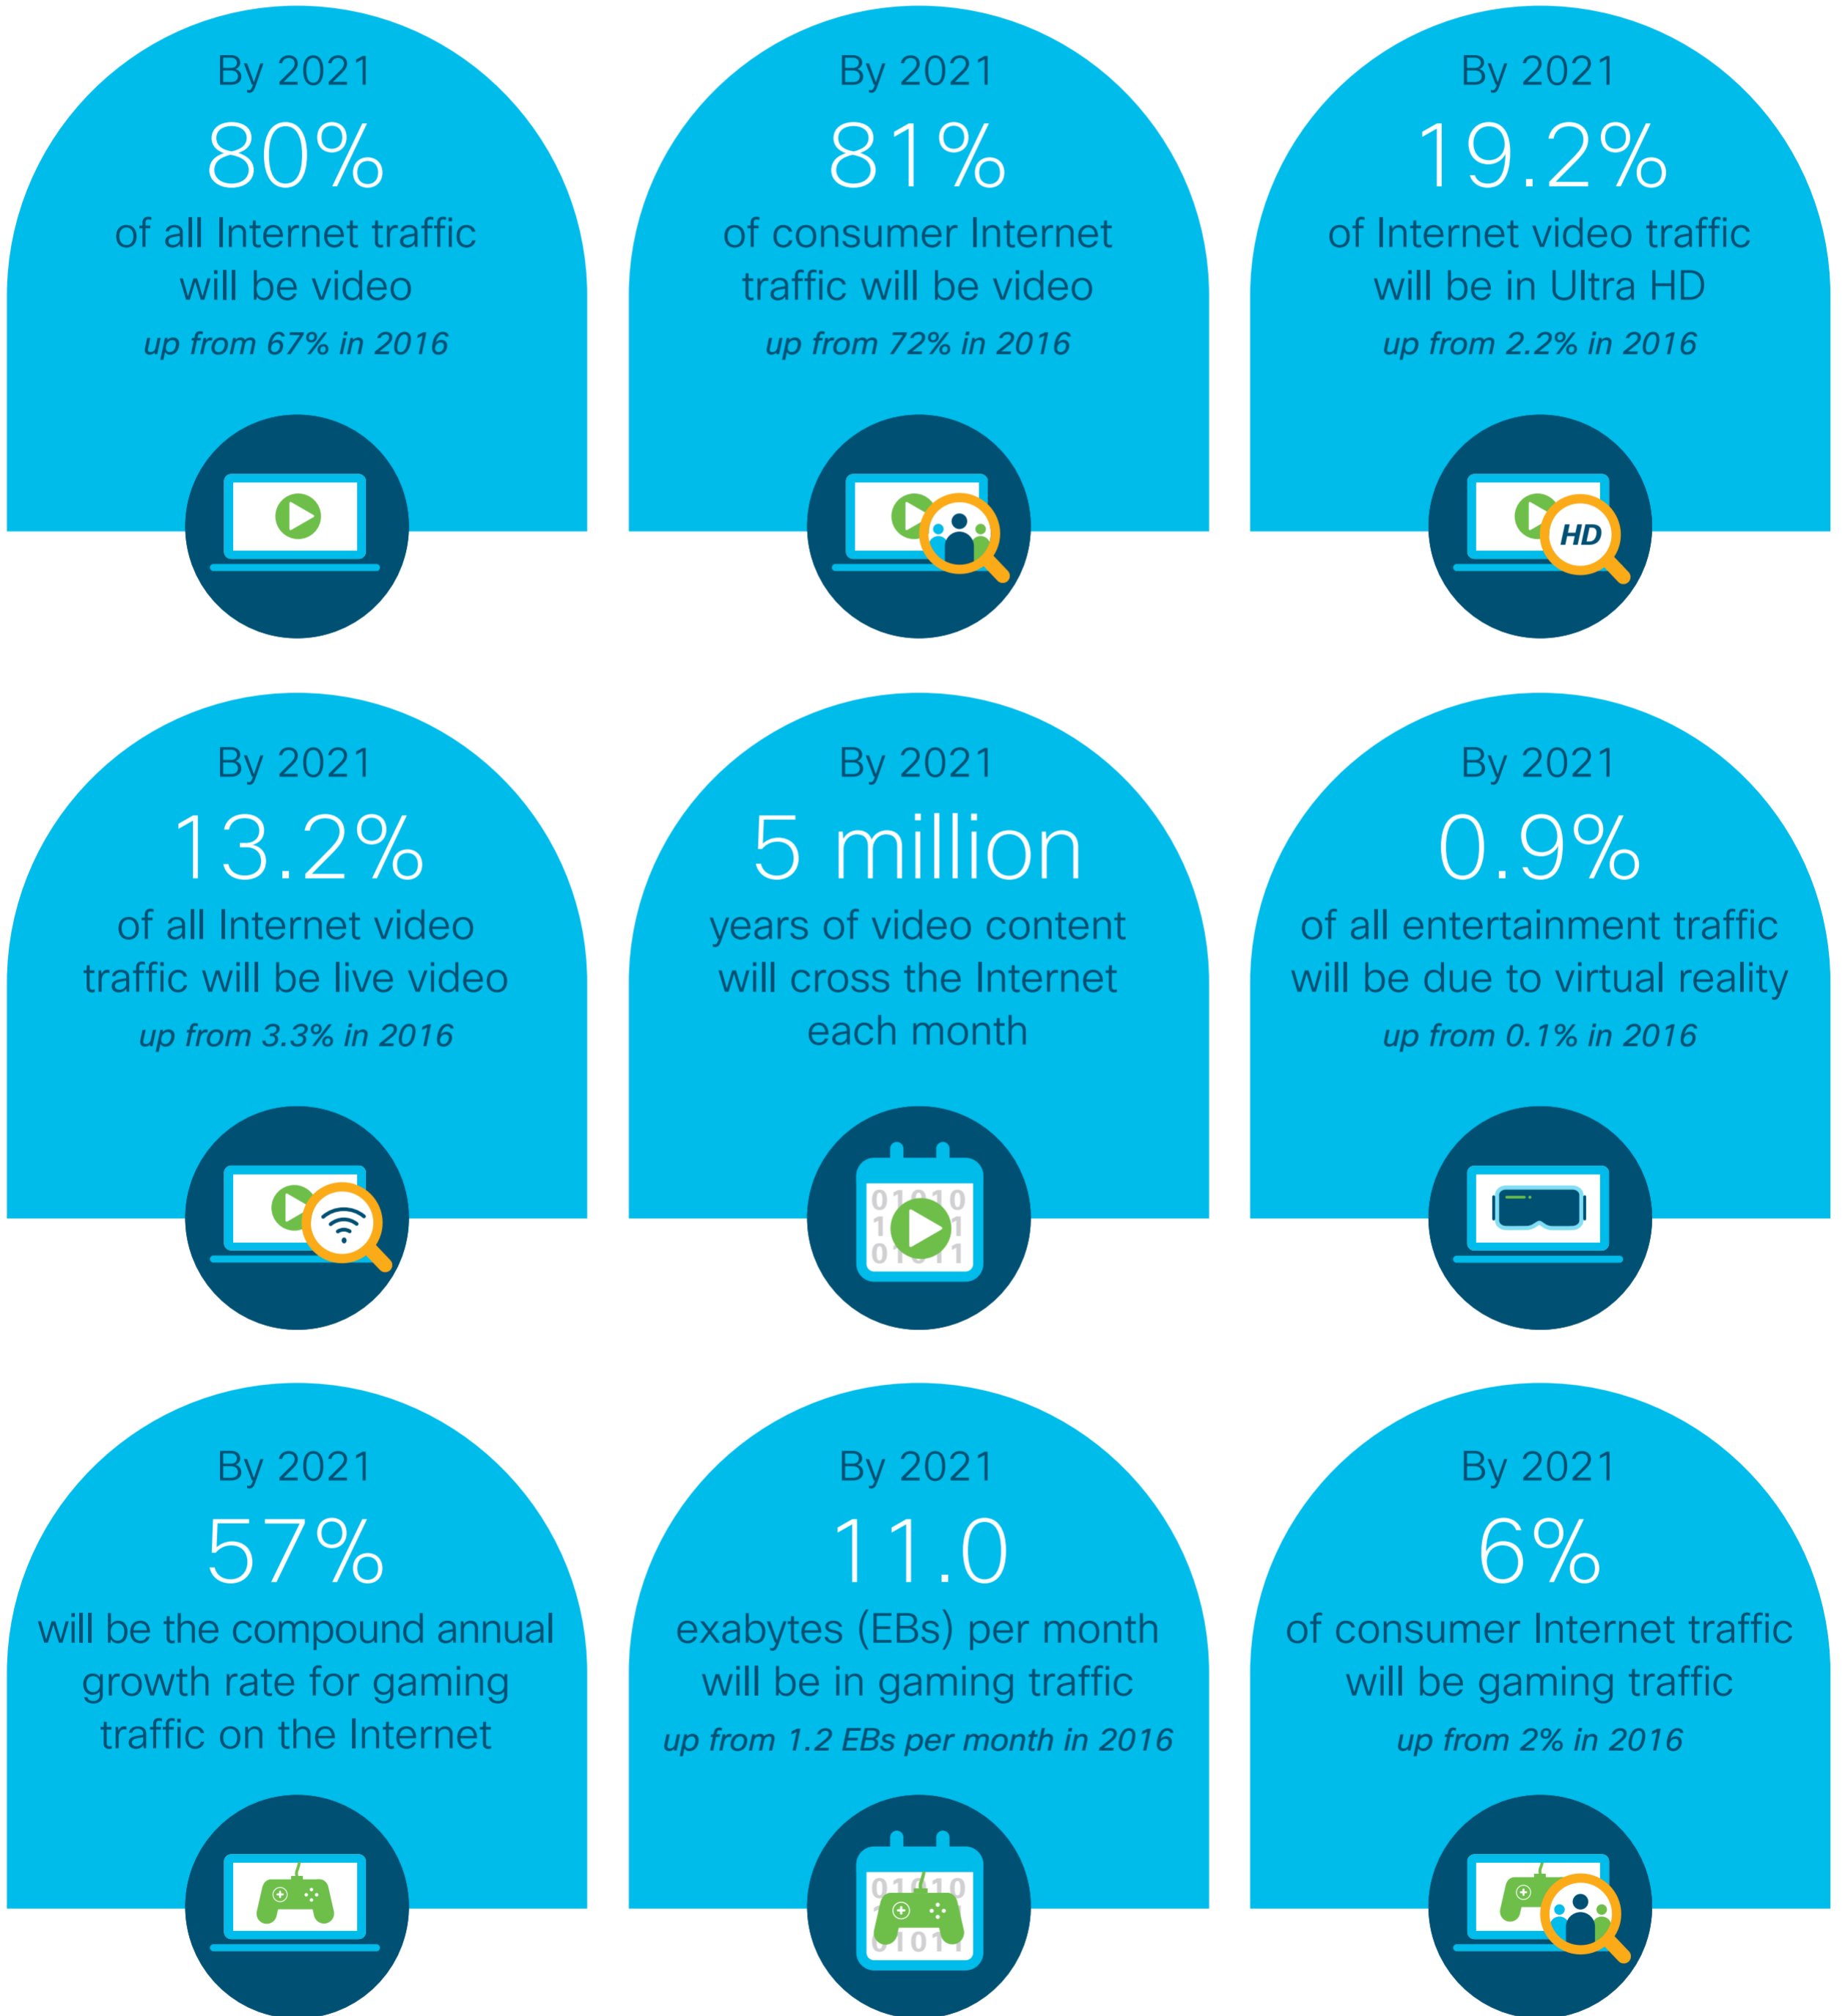 By 2021
80%
of all Internet traffic
will be video
up from 67% in 2016
By 2021
81%
of consumer Internet
traffic will be video
up from 72% in 2016
By 2021
19.2%
of Internet video traffic
will be in Ultra HD
up from 2.2% in 2016
HD
By 2021
13.2%
of all Internet video
traffic will be live video
up from 3.3% in 2016
By 2021
5 million
years of video content
will cross the Internet
each month
By 2021
0.9%
of all entertainment traffic
will be due to virtual reality
up from 0.1% in 2016
By 2021
57%
will be the compound annual
growth rate for gaming
traffic on the Internet
By 2021
11.0
exabytes (EBs) per month
will be in gaming traffic
up from 1.2 EBs per month in 2016
By 2021
6%
of consumer Internet traffic
will be gaming traffic
up from 2% in 2016